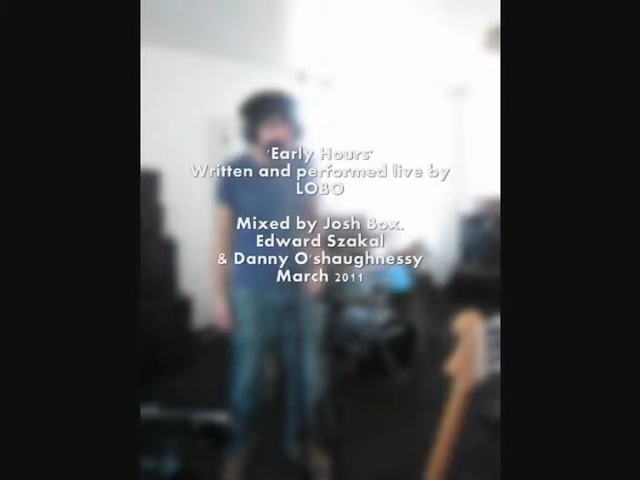 'Early Hours'
Written and performed live by
LOBO
Mixed by Josh Box,
Edward Szakal
& Danny O'shaughnessy
March 2011